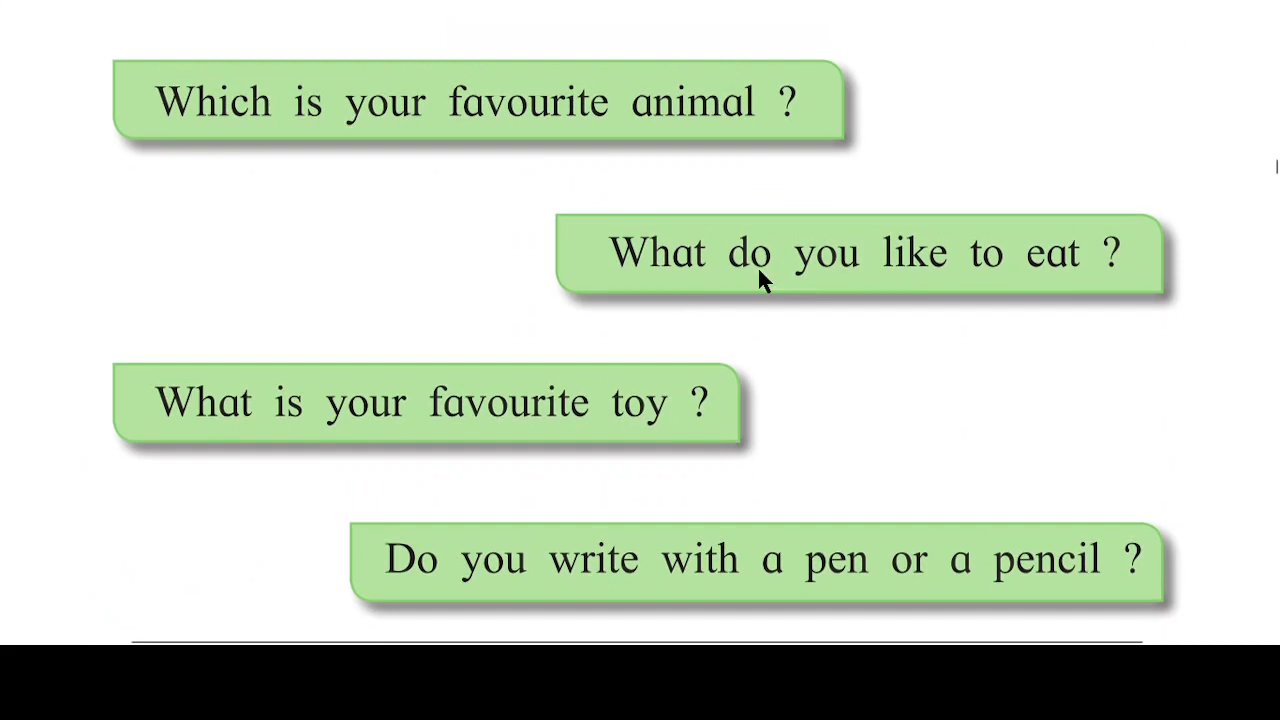 Which is your favourite animal ?
What do you like to eat ?
What is your favourite toy ?
Do you write with a pen or a pencil ?